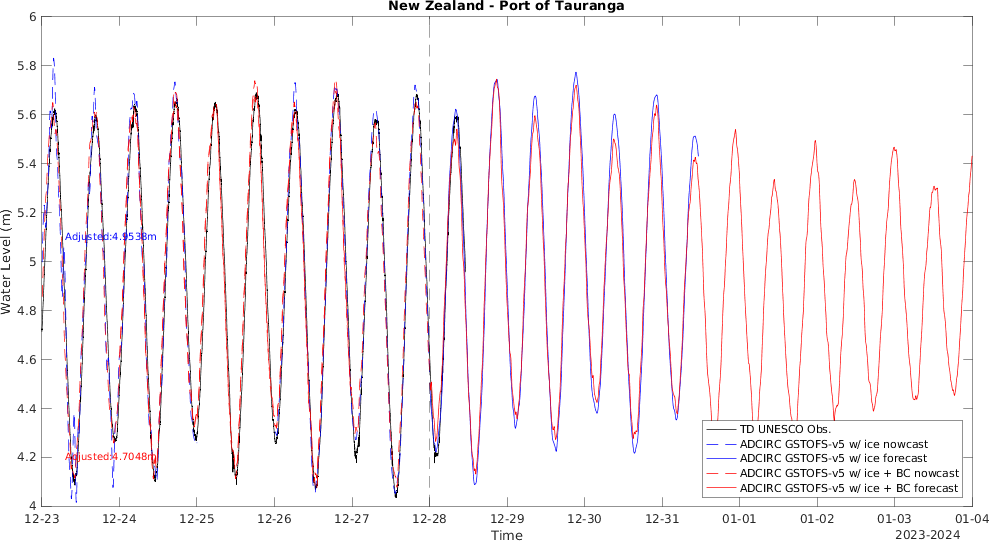 New Zealand - Port of Tauranga
Water Level (m)
6
5.8
5.6
5.4
5.2
5
4.8
4.6
4.4
4.2
4
Adjusted:4.9538m
Adjusted:4.7048m
TD UNESCO Obs.
ADCIRC GSTOFS-v5 w/ ice nowcast
ADCIRC GSTOFS-v5 w/ ice forecast
ADCIRC GSTOFS-v5 w/ ice + BC nowcast
ADCIRC GSTOFS-v5 w/ ice + BC forecast
12-23 12-24 12-25 12-26 12-27 12-28 12-29 12-30 12-31 01-01 01-02 01-03 01-04
Time
2023-2024